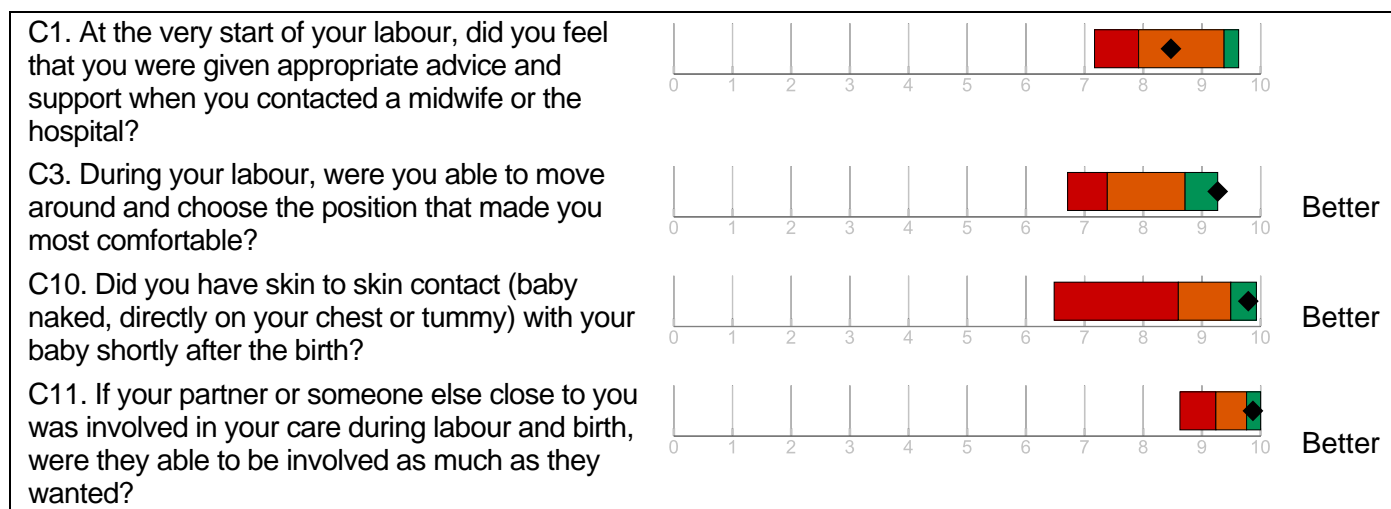 C1. At the very start of your labour, did you feel
that you were given appropriate advice and
support when you contacted a midwife or the
hospital?
0 1 2 3 4 5 6 7 8 9 10
C3. During your labour, were you able to move
around and choose the position that made you
most comfortable?
0 1 2 3 4 5 6 7 8 9 10
Better
C10. Did you have skin to skin contact (baby
naked, directly on your chest or tummy) with your
baby shortly after the birth?
0 1 2 3 4 5 6 7 8 9 10
Better
C11. If your partner or someone else close to you
was involved in your care during labour and birth,
were they able to be involved as much as they
wanted?
0 1 2 3 4 5 6 7 8 9 10
Better